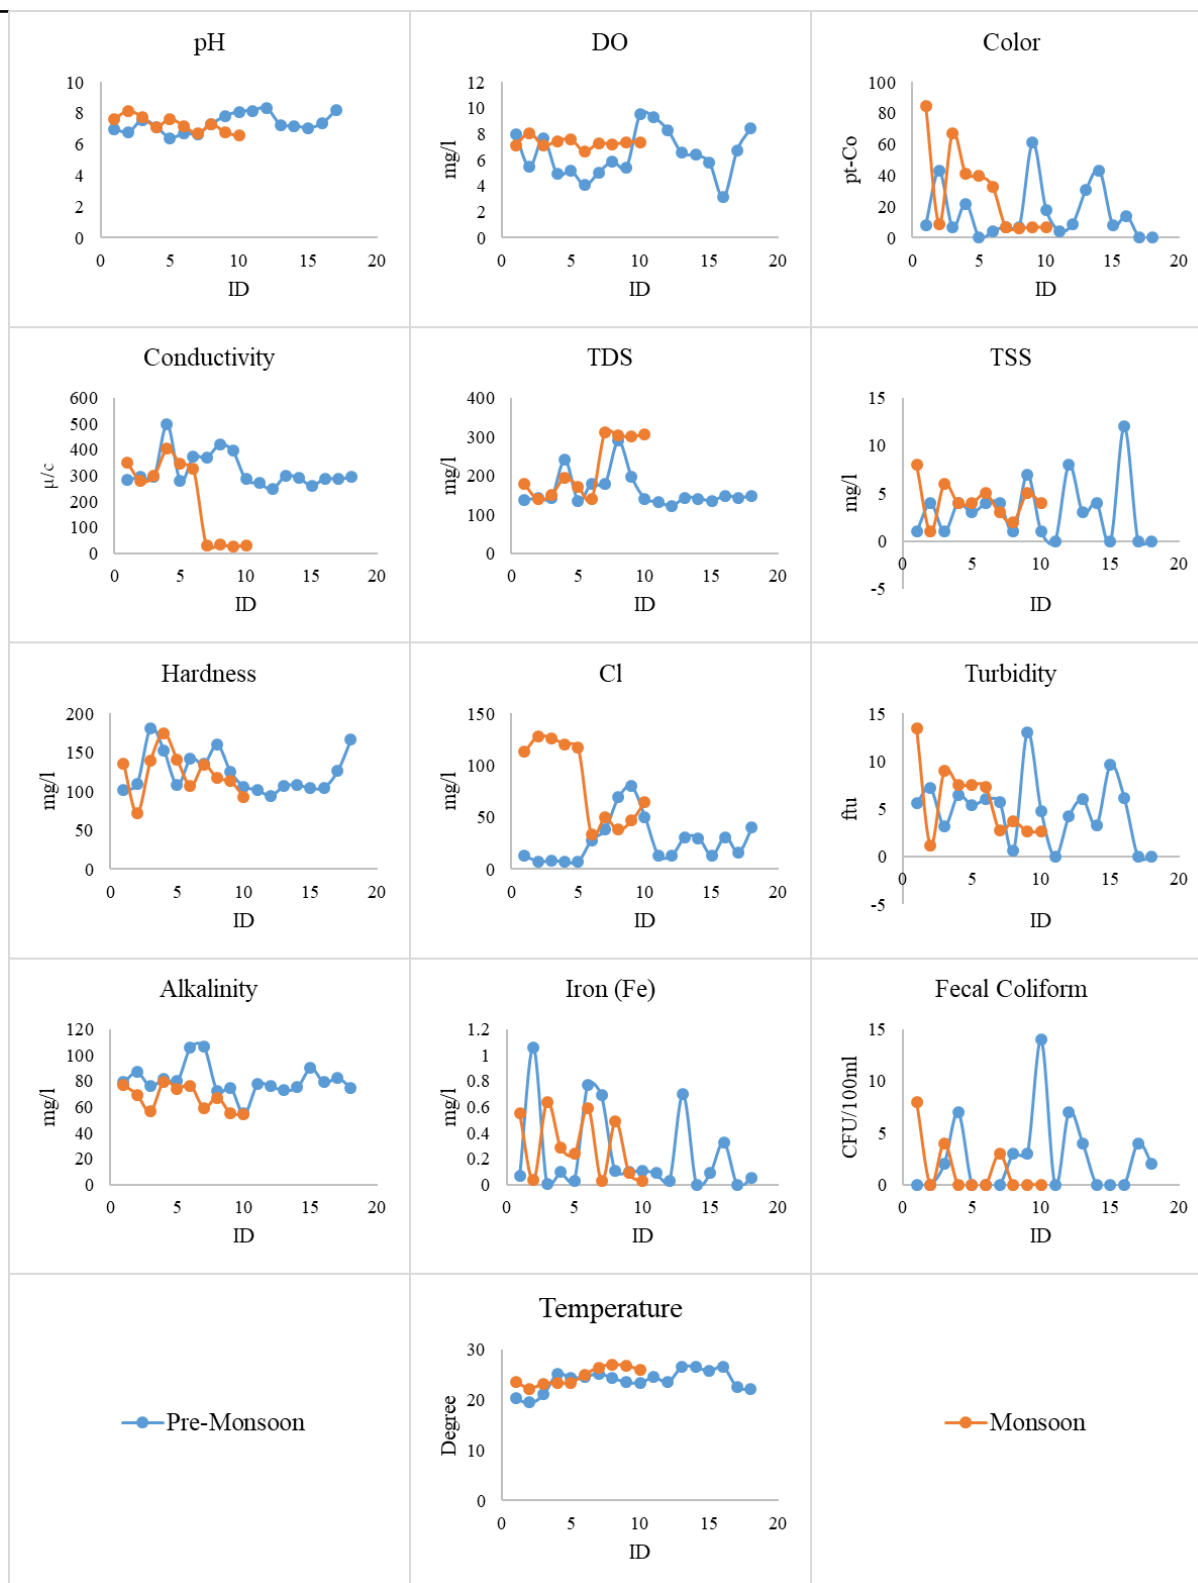 pH
10
8
6
4
2
0
0 5 10 15 20
ID
DO
mg/l
12
10
8
6
4
2
0
0 5 10 15 20
ID
Color
pt-Co
100
80
60
40
20
0
0 5 10 15 20
ID
Conductivity
µ/c
600
500
400
300
200
100
0
0 5 10 15 20
ID
TDS
mg/l
400
300
200
100
0
0 5 10 15 20
ID
TSS
mg/l
15
10
5
0
-5
0 5 10 15 20
ID
Hardness
mg/l
200
150
100
50
0
0 5 10 15 20
ID
Cl
mg/l
150
100
50
0
0 5 10 15 20
ID
Turbidity
ftu
15
10
5
0
-5
0 5 10 15 20
ID
Alkalinity
mg/l
120
100
80
60
40
20
0
0 5 10 15 20
ID
Iron (Fe)
mg/l
1.2
1
0.8
0.6
0.4
0.2
0
0 5 10 15 20
ID
Fecal Coliform
CFU/100ml
15
10
5
0
0 5 10 15 20
ID
Pre-Monsoon
Temperature
Degree
30
20
10
0
0 5 10 15 20
ID
Monsoon